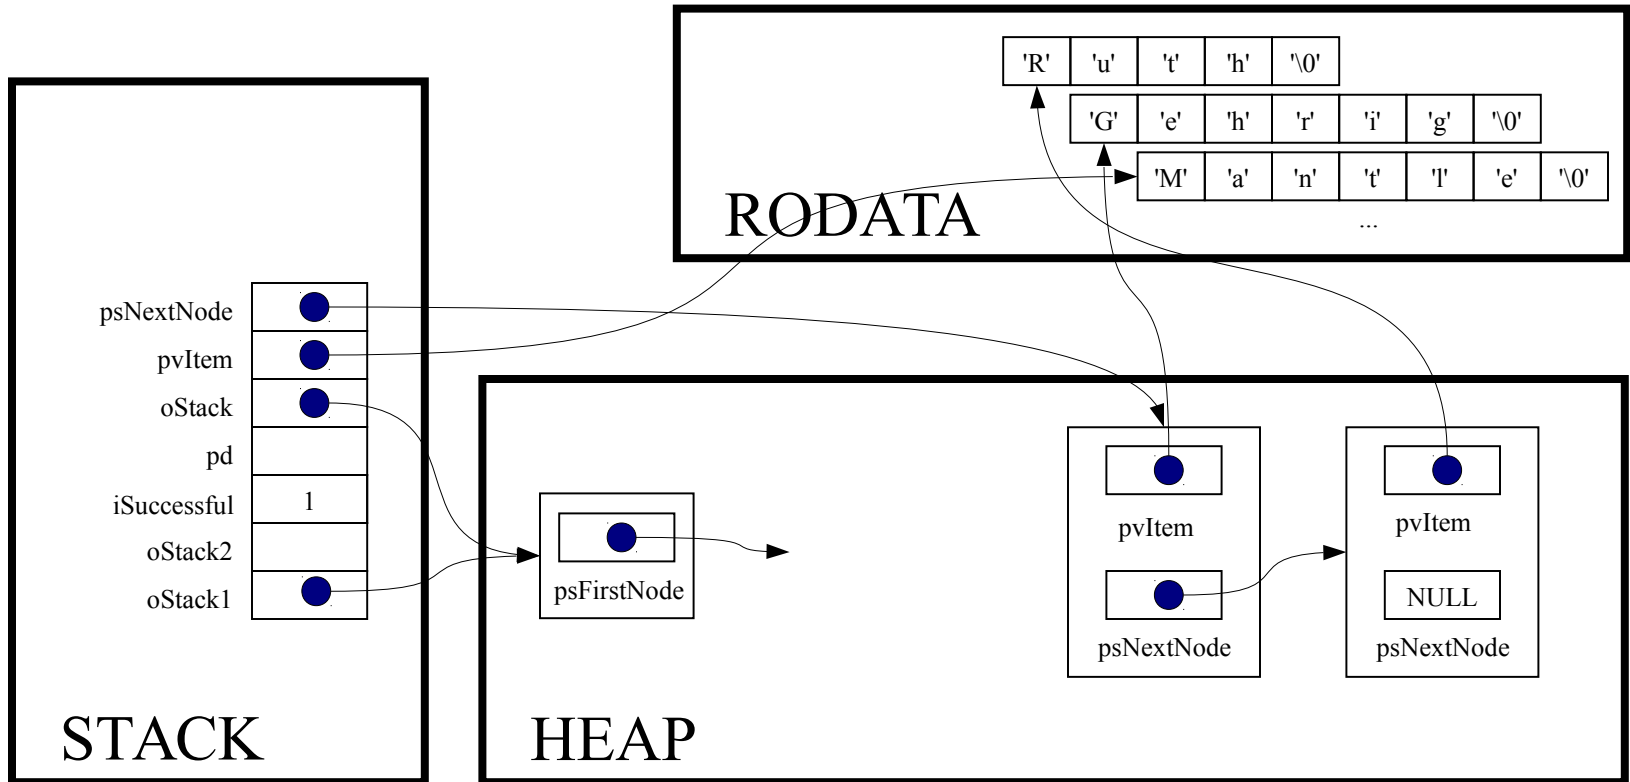 'R' 'u' 't' 'h' '\0'
'G' 'e' 'h' 'r' 'i' 'g' '\0'
'M' 'a' 'n' 't' 'l' 'e' '\0'
...
RODATA
psNextNode
pvItem
oStack
pd
iSuccessful 1
oStack2
oStack1
STACK
psFirstNode
pvItem
psNextNode
pvItem
NULL
psNextNode
HEAP